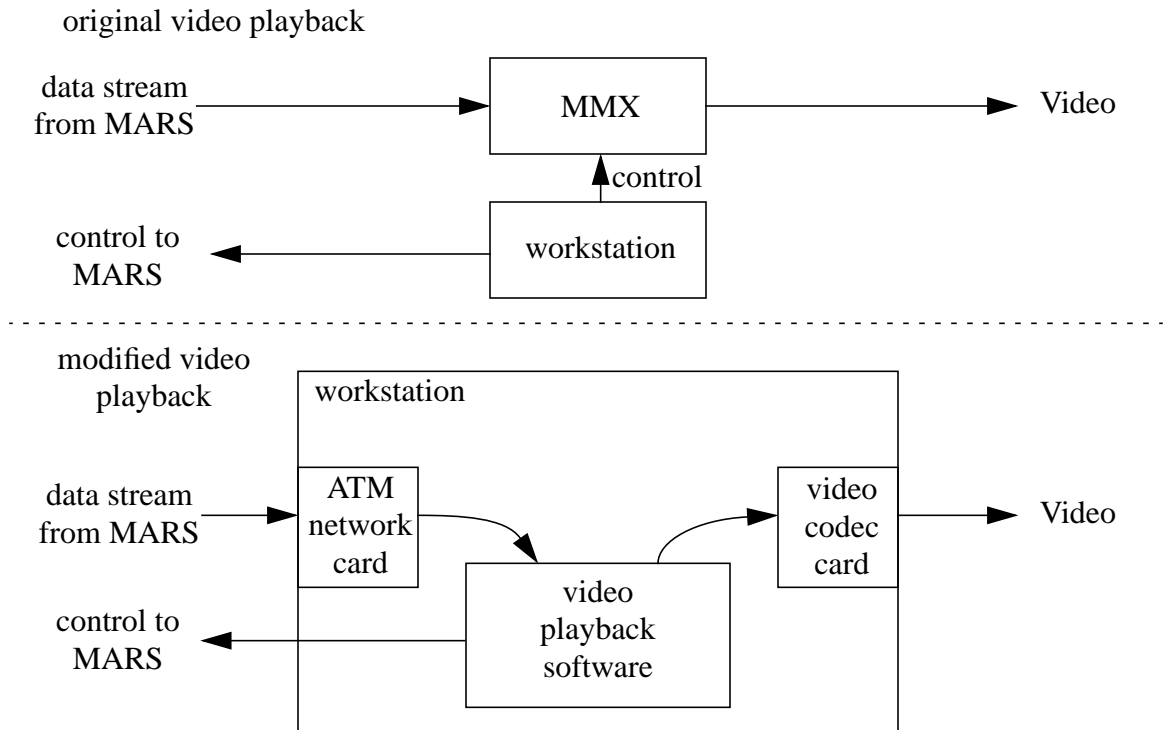 original video playback
data stream
from MARS
MMX
Video
control
control to
MARS
workstation
modified video
playback
workstation
data stream
from MARS
ATM
network
card
video
codec
card
Video
video
playback
software
control to
MARS